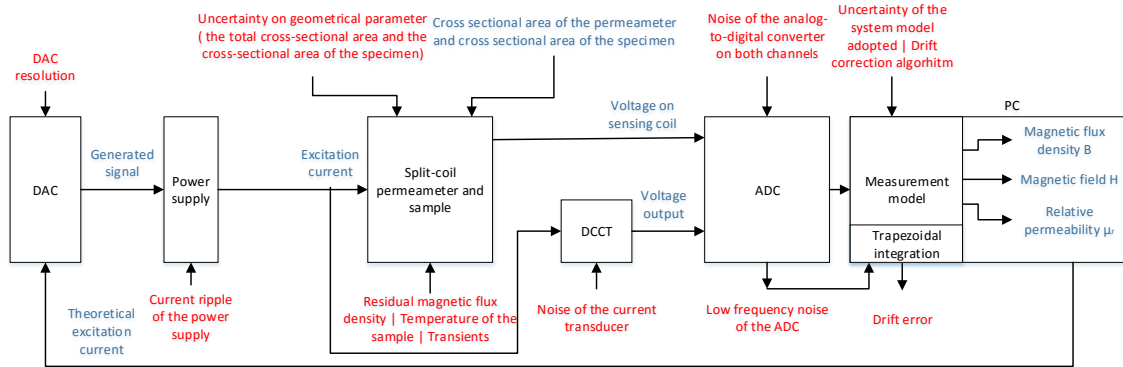 Uncertainty on geometrical parameter
( the total cross-sectional area and the
cross-sectional area of the specimen)
Cross sectional area of the permeameter
and cross sectional area of the specimen
Noise of the analog-
to-digital converter
on both channels
Uncertainty of the
system model
adopted | Drift
correction algorhitm
DAC
resolution
PC
DAC
Generated
signal
Power
supply
Excitation
current
Split-coil
permeameter and
sample
Voltage on
sensing coil
Voltage
output
DCCT
ADC
Measurement
model
Trapezoidal
integration
Magnetic flux
density B
Magnetic field H
Relative
permeability μr
Theoretical
excitation
current
Current ripple
of the power
supply
Residual magnetic flux
density | Temperature of the
sample | Transients
Noise of the current
transducer
Low frequency noise
of the ADC
Drift error